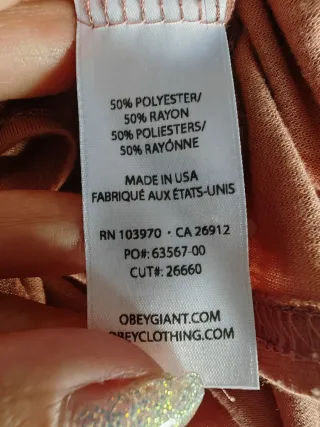 50% POLYESTER/
50% RAYON
50% POLIESTERS/
50% RAYÓNNE
MADE IN USA
FABRIQUÉ AUX ÉTATS-UNIS
RN 103970 · CA 26912
PO#: 63567-00
CUT#: 26660
OBEYGIANT.COM
OBEYCLOTHING.COM